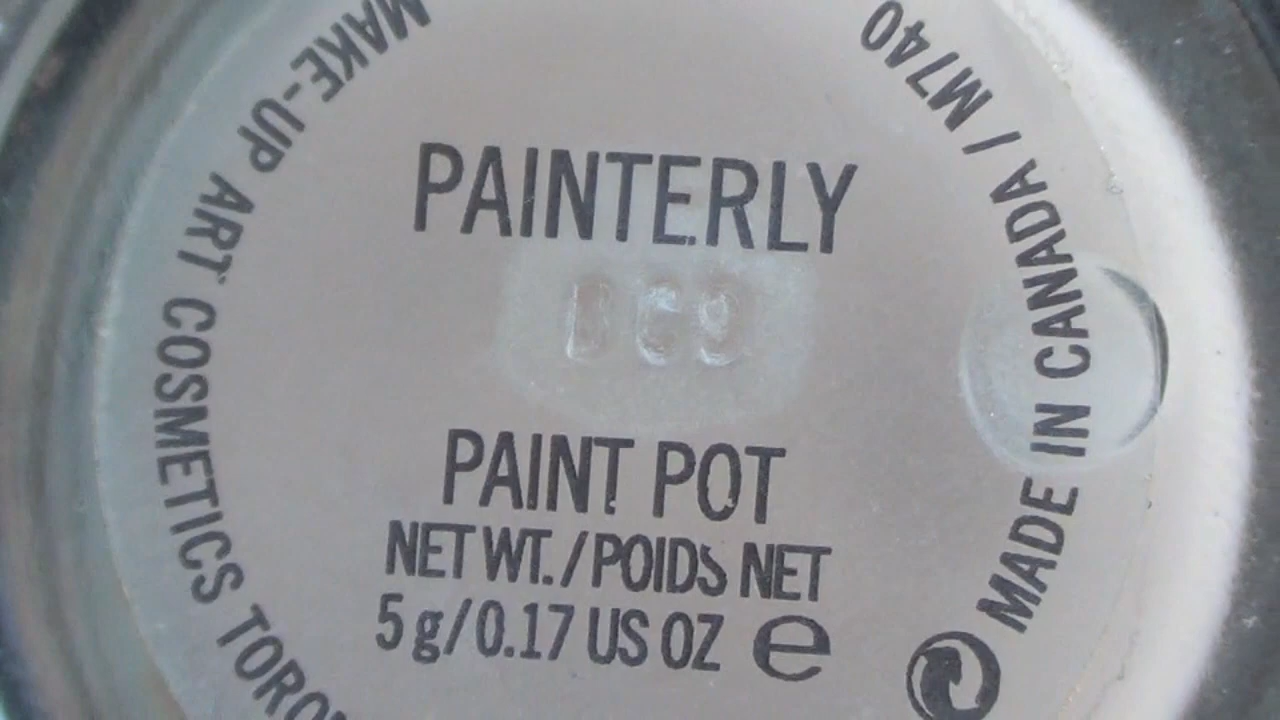 PAINTERLY
PAINT POT
NET WT./POIDS NET
5 g/0.17 US OZ e
MAKE-UP ART COSMETICS
MADE IN CANADA / M740